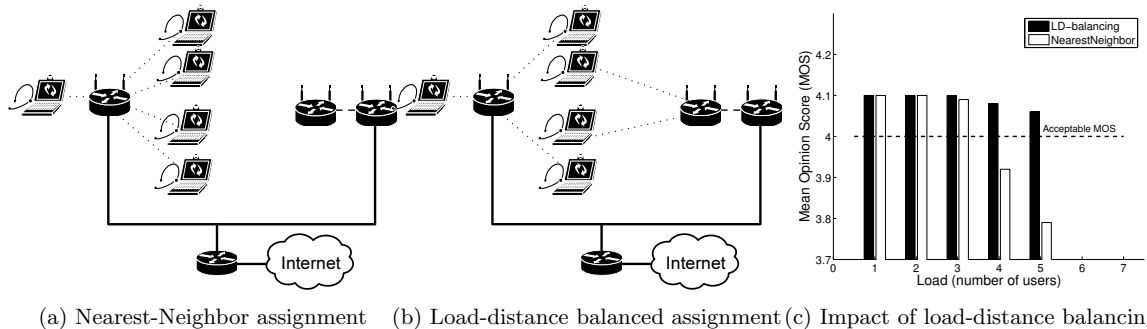 Internet
Internet
LD-balancing
NearestNeighbor
Mean Opinion Score (MOS)
4.2
4.1
4
3.9
3.8
3.7
Acceptable MOS
0 1 2 3 4 5 6 7
Load (number of users)
(a) Nearest-Neighbor assignment
(b) Load-distance balanced assignment
(c) Impact of load-distance balancin